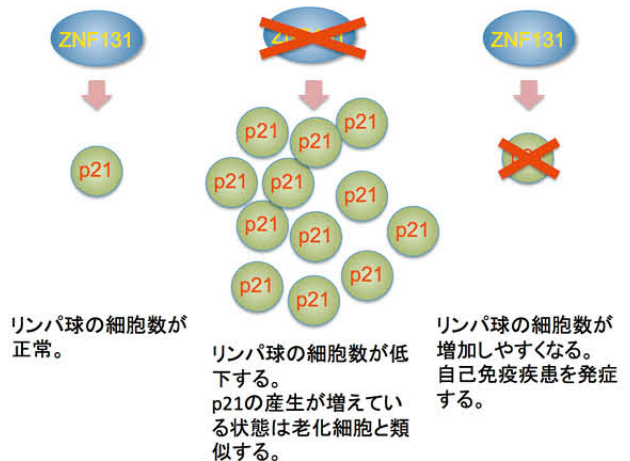 ZNF131
ZNF131
p21
p21
p21
p21
p21
p21
p21
p21
p21
p21
p21
p21
p21
p21
リンパ球の細胞数が
正常。
リンパ球の細胞数が低
下する。
p21の産生が増えてい
る状態は老化細胞と類
似する。
リンパ球の細胞数が
増加しやすくなる。
自己免疫疾患を発症
する。